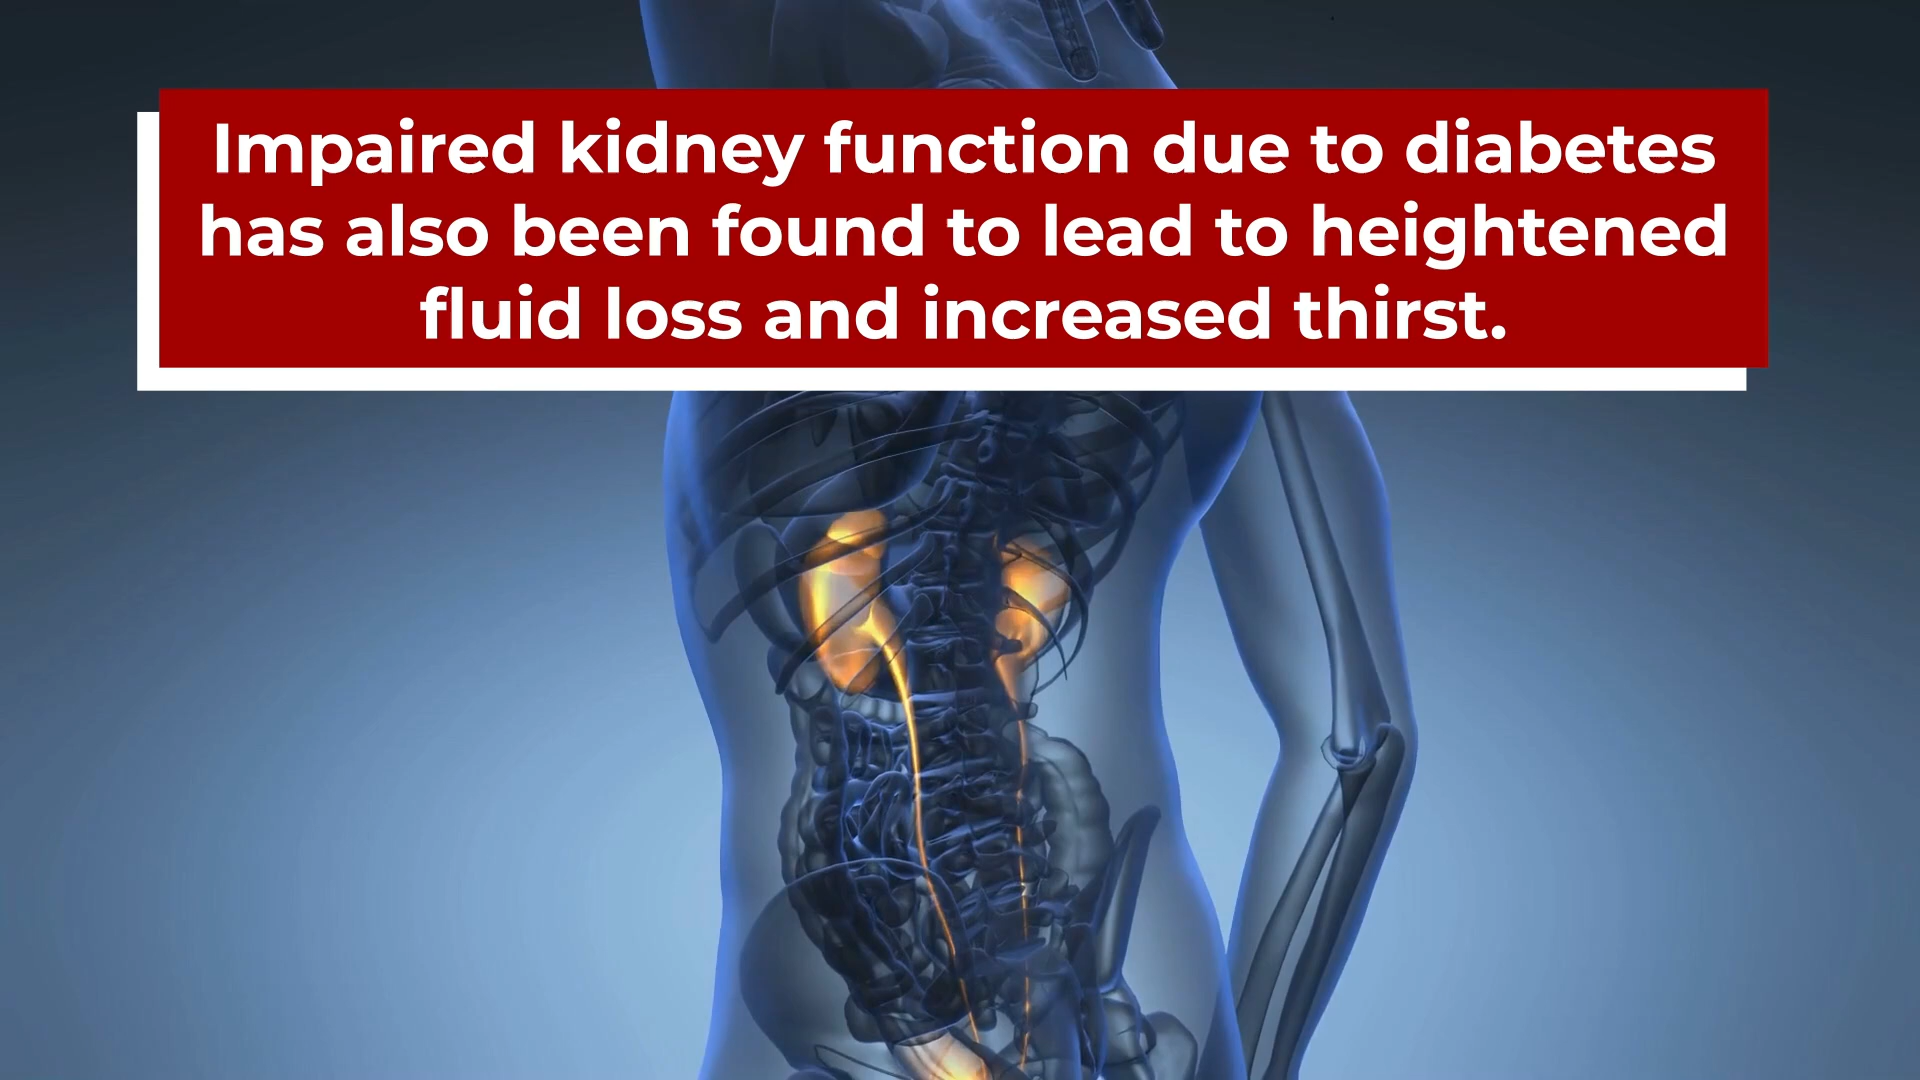 Impaired kidney function due to diabetes
has also been found to lead to heightened
fluid loss and increased thirst.